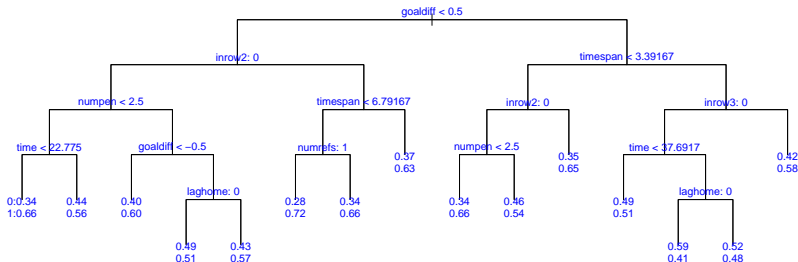 goaldiff < 0.5
inrow2: 0
timespan < 3.39167
numpen < 2.5
timespan < 6.79167
inrow2: 0
inrow3: 0
time < 22.775
goaldiff < −0.5
numrefs: 1
0.37
0.63
numpen < 2.5
0.35
0.65
time < 37.6917
0.42
0.58
0:0.34
1:0.66
0.44
0.56
0.40
0.60
laghome: 0
0.28
0.72
0.34
0.66
0.34
0.66
0.46
0.54
0.49
0.51
laghome: 0
0.49
0.51
0.43
0.57
0.59
0.41
0.52
0.48